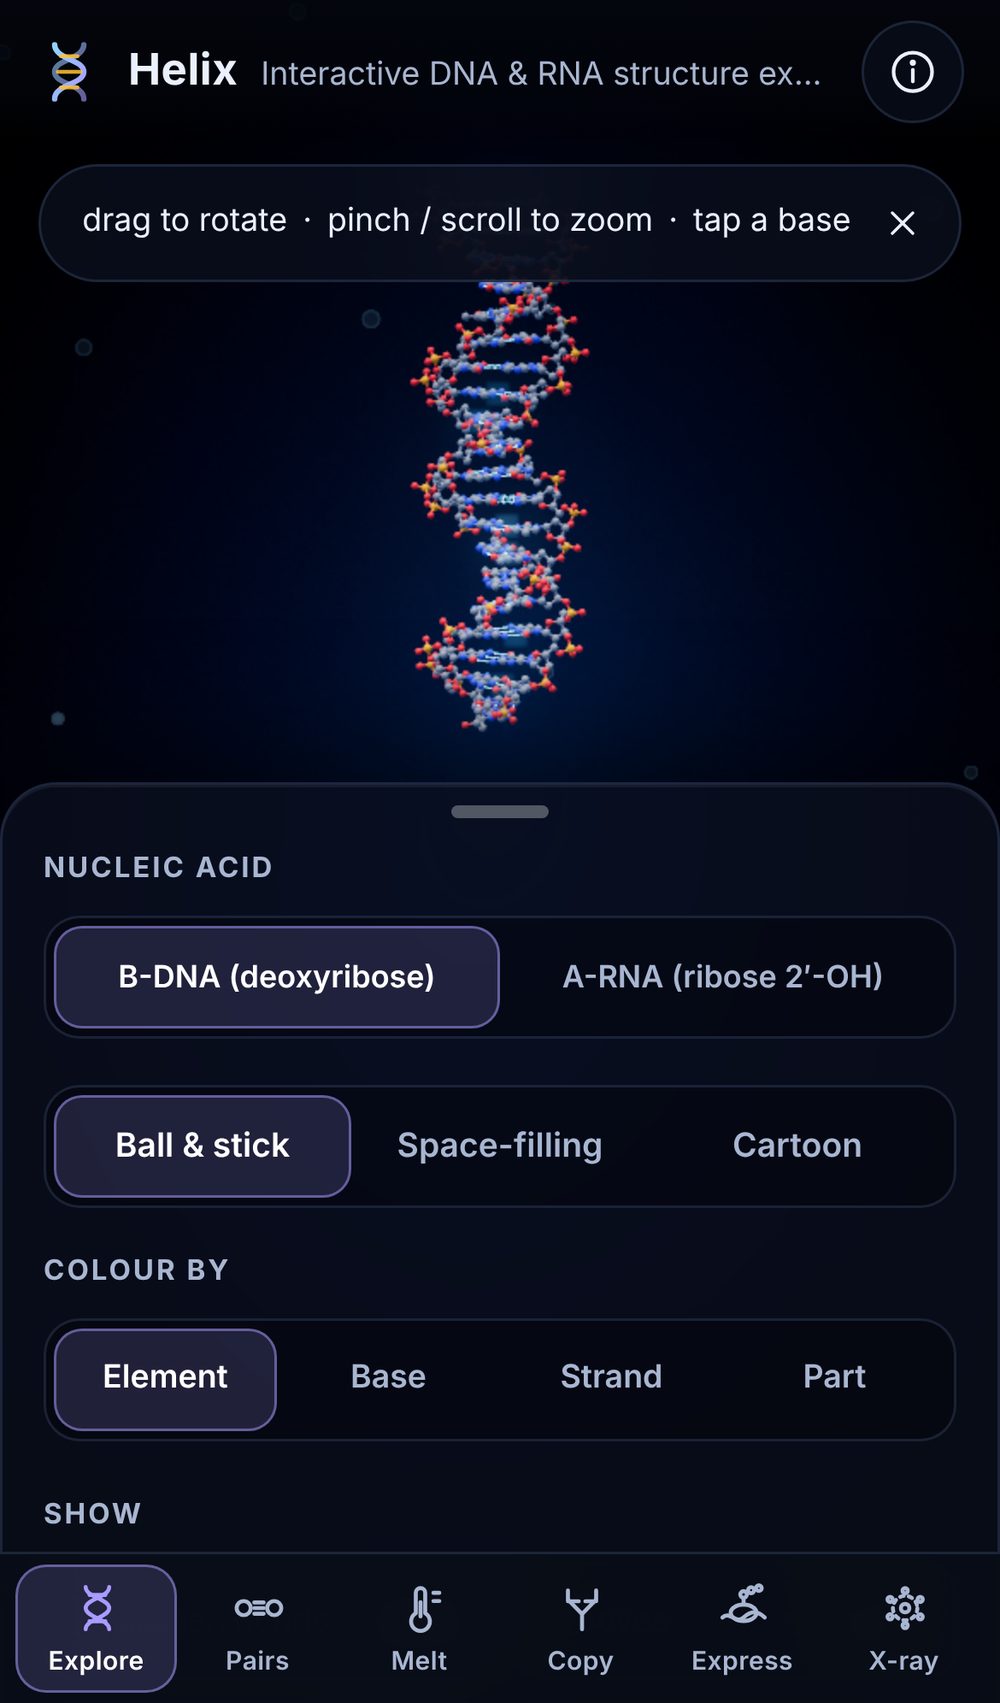 Helix Interactive DNA & RNA structure ex...
drag to rotate · pinch / scroll to zoom · tap a base
NUCLEIC ACID
B-DNA (deoxyribose) A-RNA (ribose 2′-OH)
Ball & stick Space-filling Cartoon
COLOUR BY
Element Base Strand Part
SHOW
Explore Pairs Melt Copy Express X-ray